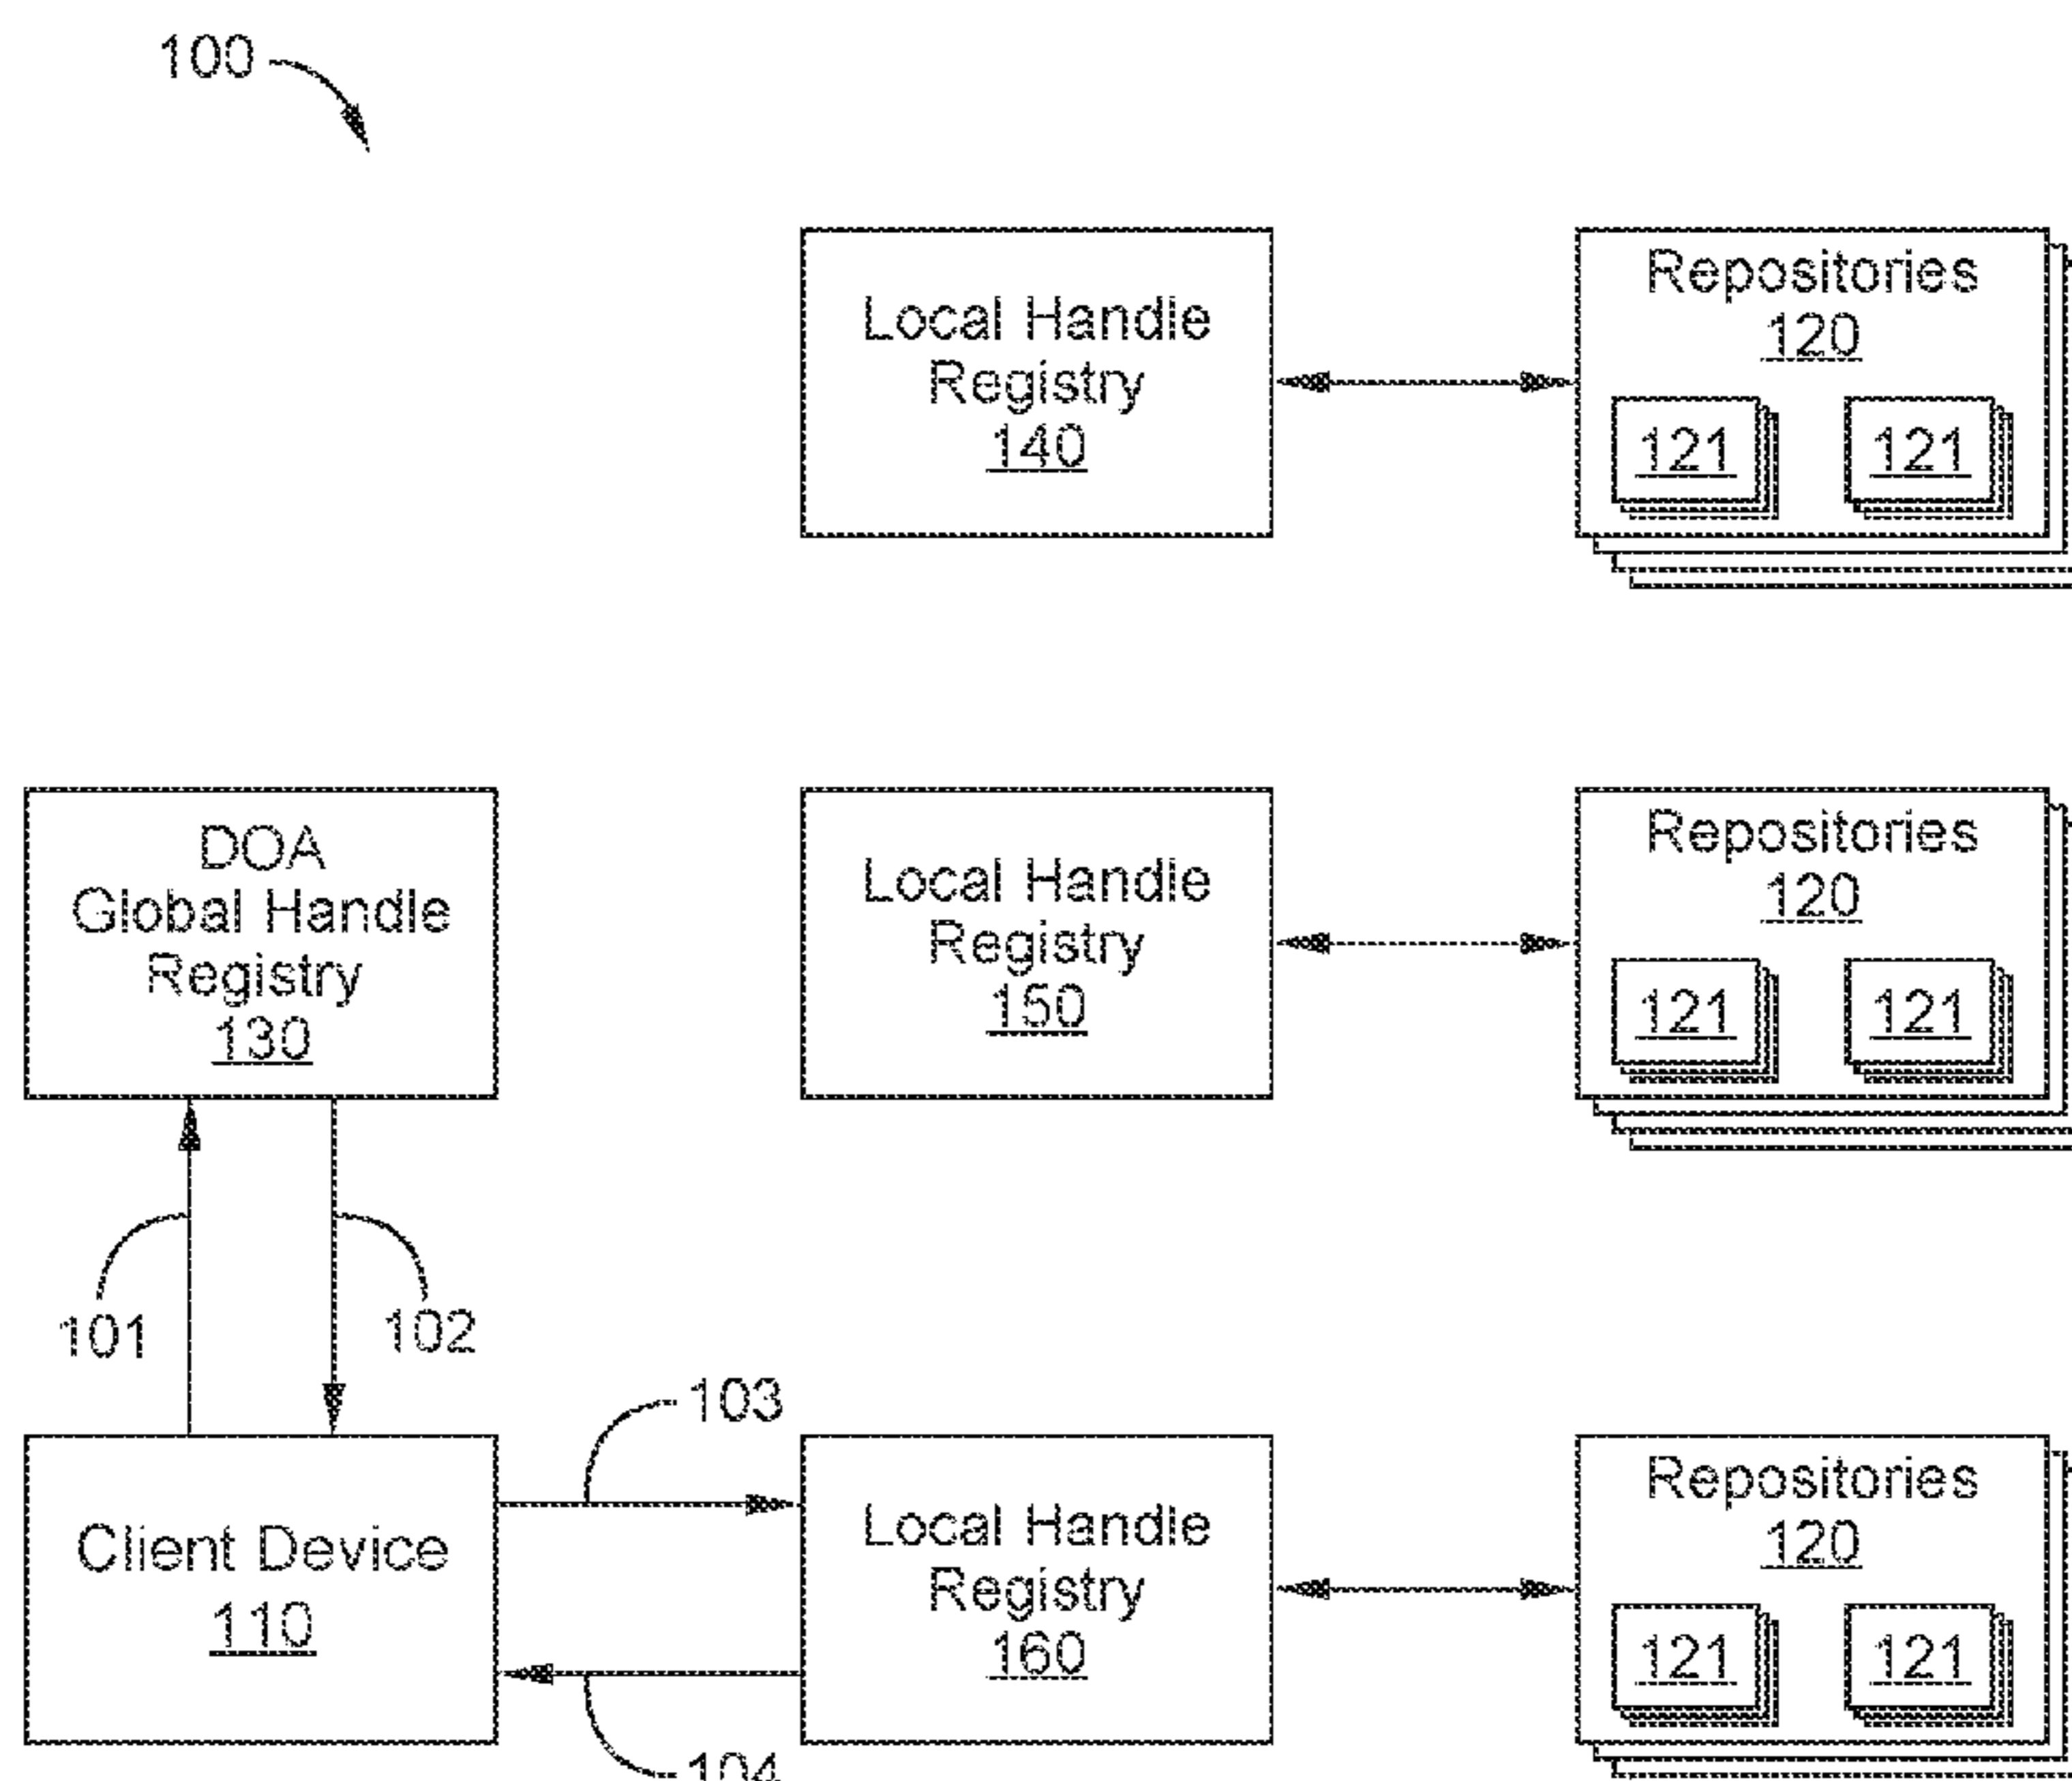 100
Local Handle
Registry
140
Repositories
120
121
121
DOA
Global Handle
Registry
130
Local Handle
Registry
150
Repositories
120
121
121
101
102
103
Client Device
110
Local Handle
Registry
160
Repositories
120
121
121
104